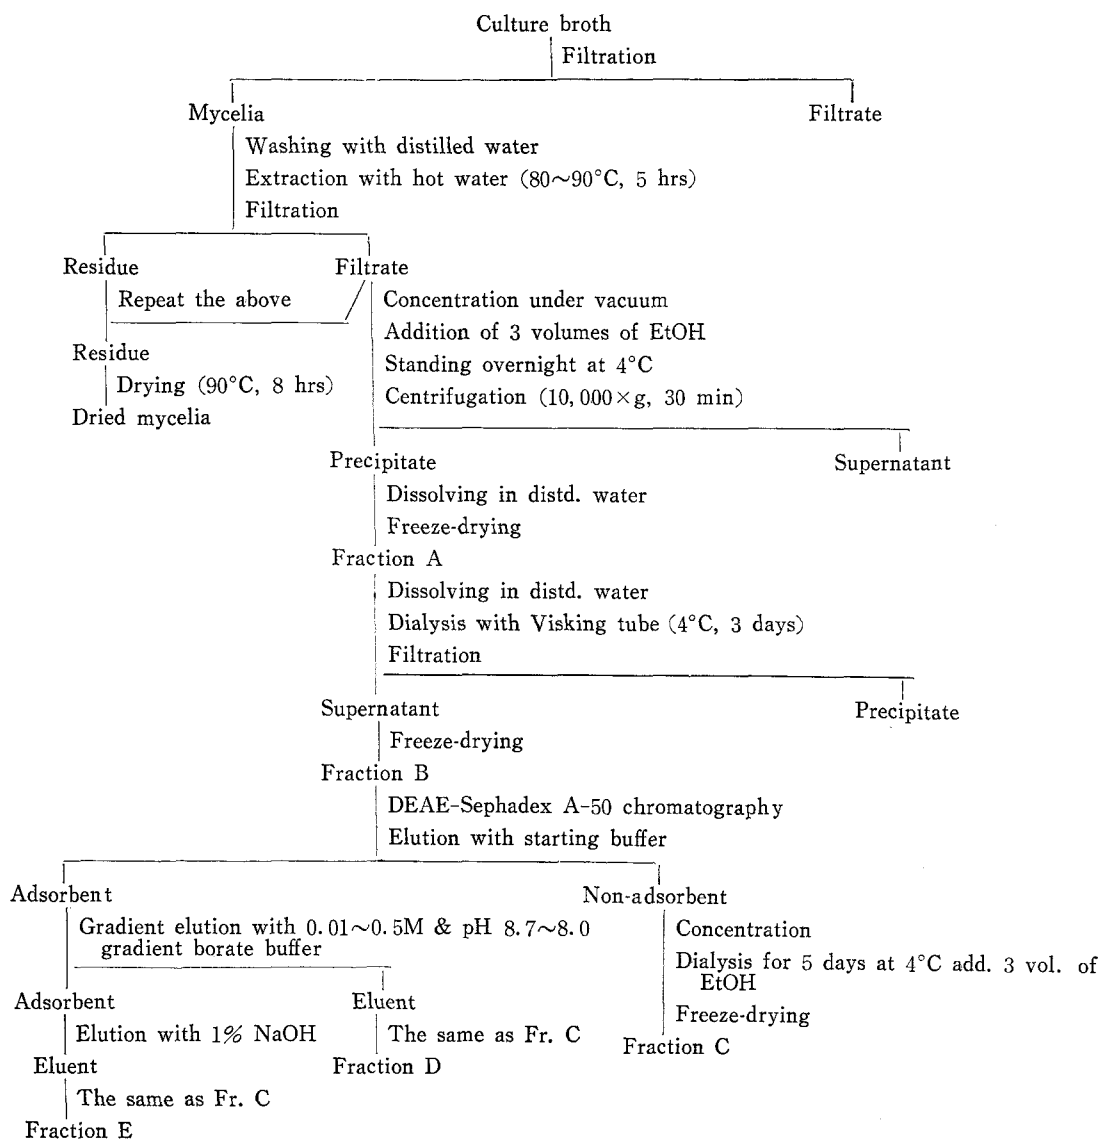 Culture broth
Filtration
Mycelia
Filtrate
Washing with distilled water
Extraction with hot water (80~90°C, 5 hrs)
Filtration
Residue
Filtrate
Repeat the above
Concentration under vacuum
Addition of 3 volumes of EtOH
Standing overnight at 4°C
Centrifugation (10,000×g, 30 min)
Residue
Drying (90°C, 8 hrs)
Dried mycelia
Precipitate
Supernatant
Dissolving in distd. water
Freeze-drying
Fraction A
Dissolving in distd. water
Dialysis with Visking tube (4°C, 3 days)
Filtration
Supernatant
Precipitate
Freeze-drying
Fraction B
DEAE-Sephadex A-50 chromatography
Elution with starting buffer
Adsorbent
Non-adsorbent
Gradient elution with 0.01~0.5M & pH 8.7~8.0
gradient borate buffer
Concentration
Dialysis for 5 days at 4°C add. 3 vol. of
EtOH
Freeze-drying
Fraction C
Adsorbent
Eluent
Elution with 1% NaOH
The same as Fr. C
Eluent
Fraction D
The same as Fr. C
Fraction E